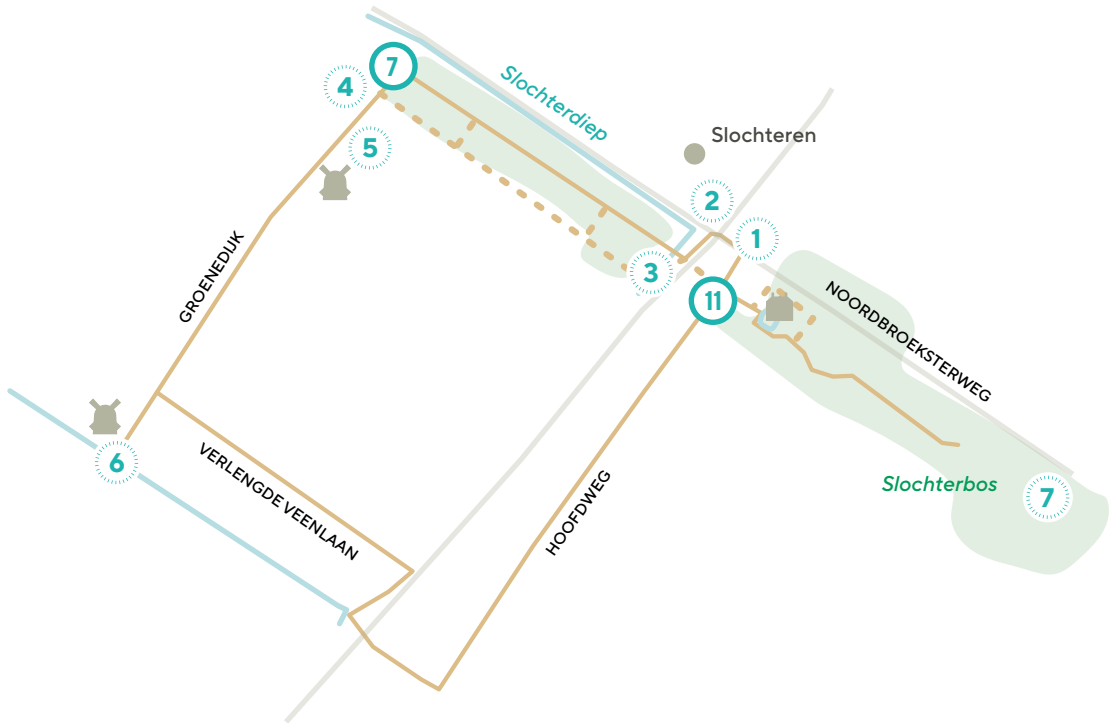 7
4
Slochterdiep
5
Slochteren
2
1
3
11
GROENEDIJK
NOORDBROEKSTERWEG
6
VERLENGDE VEENLAAN
HOOFDWEG
Slochterbos
7